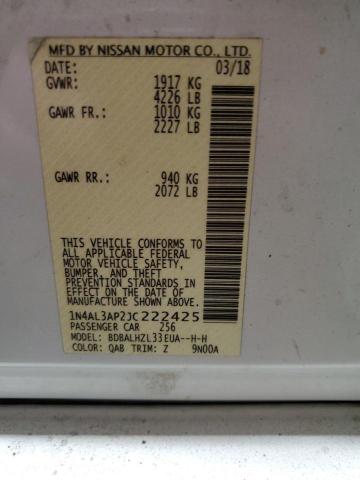 MFD BY NISSAN MOTOR CO., LTD.
DATE: 03/18
GVWR: 1917 KG
4226 LB
GAWR FR.: 1010 KG
2227 LB
GAWR RR.: 940 KG
2072 LB
THIS VEHICLE CONFORMS TO
ALL APPLICABLE FEDERAL
MOTOR VEHICLE SAFETY,
BUMPER, AND THEFT
PREVENTION STANDARDS IN
EFFECT ON THE DATE OF
MANUFACTURE SHOWN ABOVE.
1N4AL3AP2JC222425
PASSENGER CAR 256
MODEL: BDBALHZL33EUA--H-H
COLOR: QAB TRIM: Z 9N00A